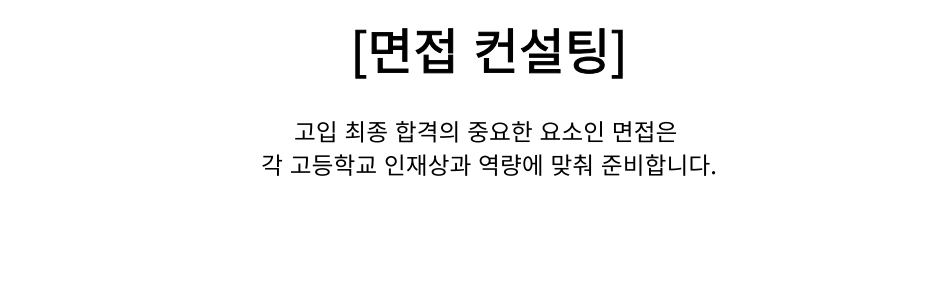 [면접 컨설팅]
고입 최종 합격의 중요한 요소인 면접은
각 고등학교 인재상과 역량에 맞춰 준비합니다.